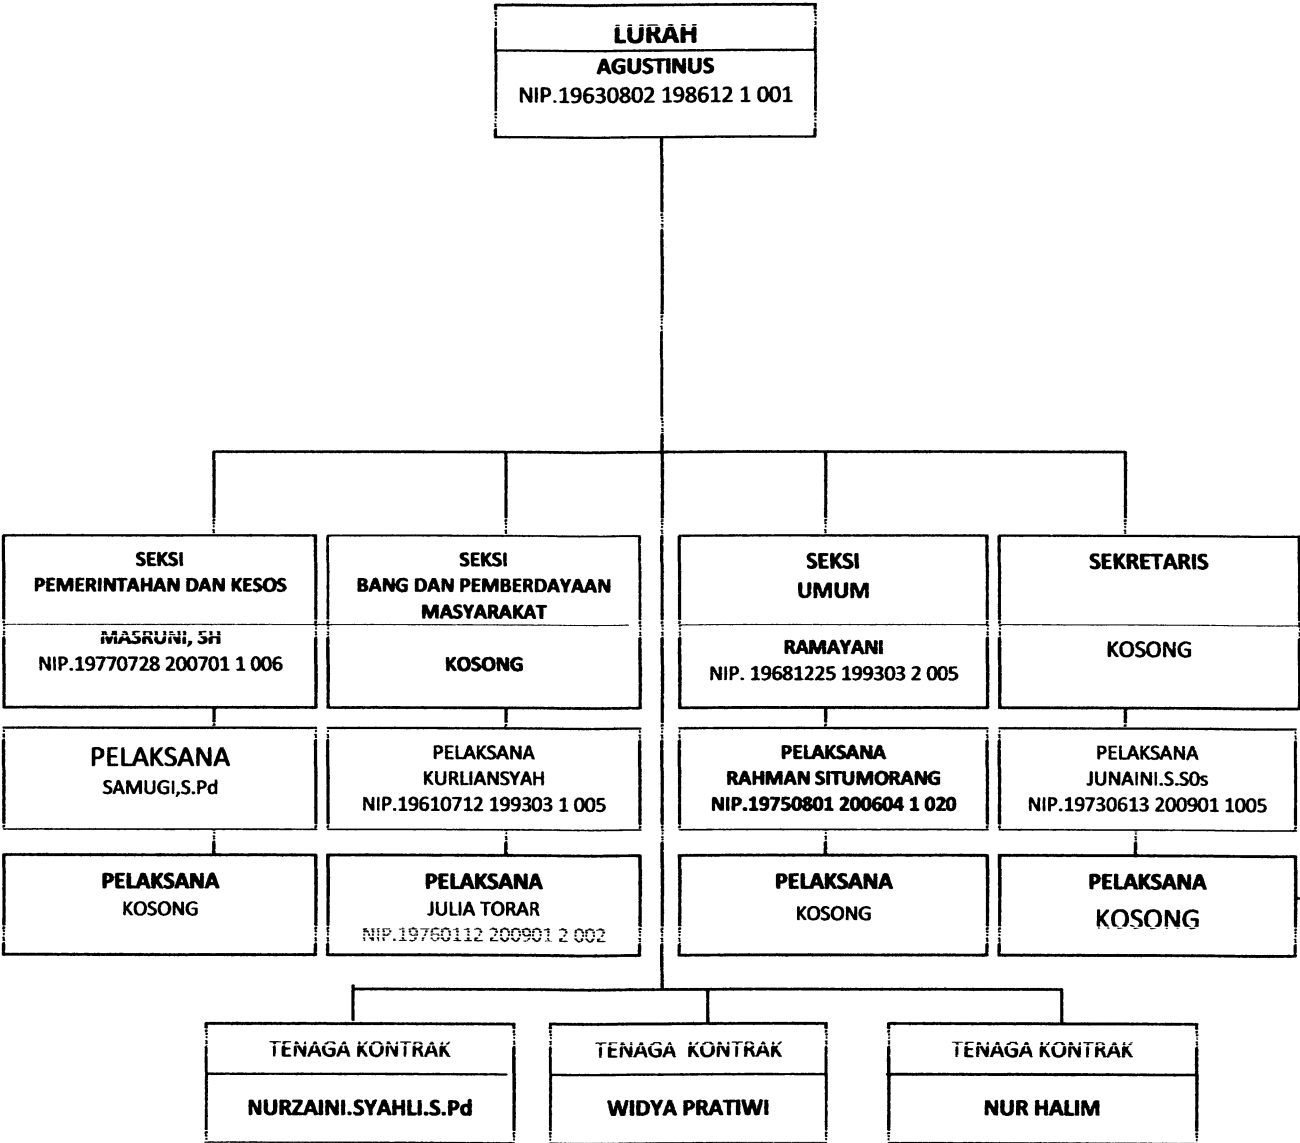 LURAH
AGUSTINUS
NIP.19630802 198612 1 001
SEKSI
PEMERINTAHAN DAN KESOS
MASRUNI, SH
NIP.19770728 200701 1 006
SEKSI
BANG DAN PEMBERDAYAAN
MASYARAKAT
KOSONG
SEKSI
UMUM
RAMAYANI
NIP. 19681225 199303 2 005
SEKRETARIS
KOSONG
PELAKSANA
SAMUGI,S.Pd
PELAKSANA
KURLIANSYAH
NIP.19610712 199303 1 005
PELAKSANA
RAHMAN SITUMORANG
NIP.19750801 200604 1 020
PELAKSANA
JUNAINI.S.S0s
NIP.19730613 200901 1005
PELAKSANA
KOSONG
PELAKSANA
JULIA TORAR
NIP.19760112 200901 2 002
PELAKSANA
KOSONG
PELAKSANA
KOSONG
TENAGA KONTRAK
NURZAINI.SYAHLI.S.Pd
TENAGA KONTRAK
WIDYA PRATIWI
TENAGA KONTRAK
NUR HALIM